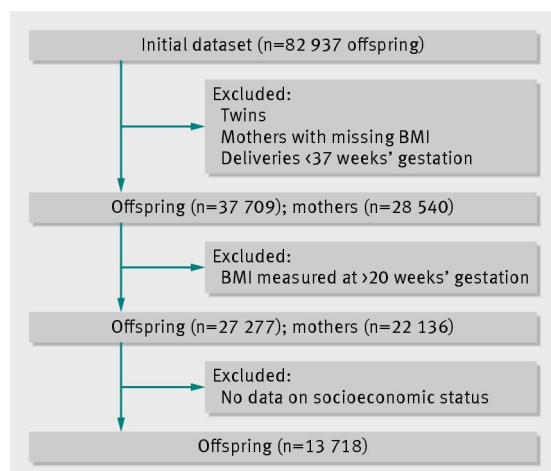 Initial dataset (n=82 937 offspring)
Excluded:
Twins
Mothers with missing BMI
Deliveries <37 weeks' gestation
Offspring (n=37 709); mothers (n=28 540)
Excluded:
BMI measured at >20 weeks' gestation
Offspring (n=27 277); mothers (n=22 136)
Excluded:
No data on socioeconomic status
Offspring (n=13 718)